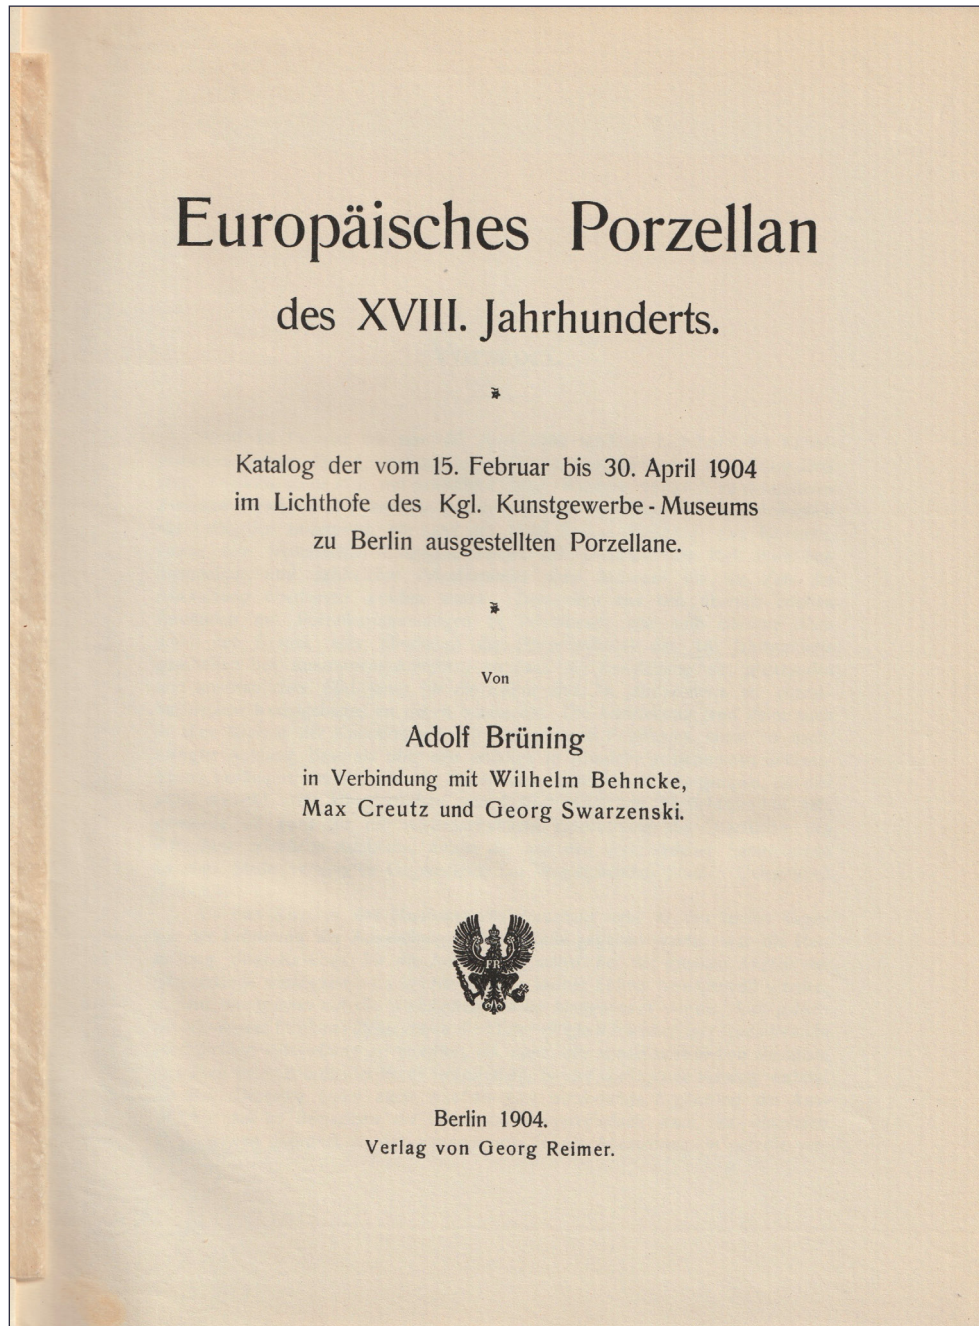 Europäisches Porzellan
des XVIII. Jahrhunderts.
Katalog der vom 15. Februar bis 30. April 1904
im Lichthofe des Kgl. Kunstgewerbe-Museums
zu Berlin ausgestellten Porzellane.
Von
Adolf Brüning
in Verbindung mit Wilhelm Behncke,
Max Creutz und Georg Swarzenski.
FR
Berlin 1904.
Verlag von Georg Reimer.